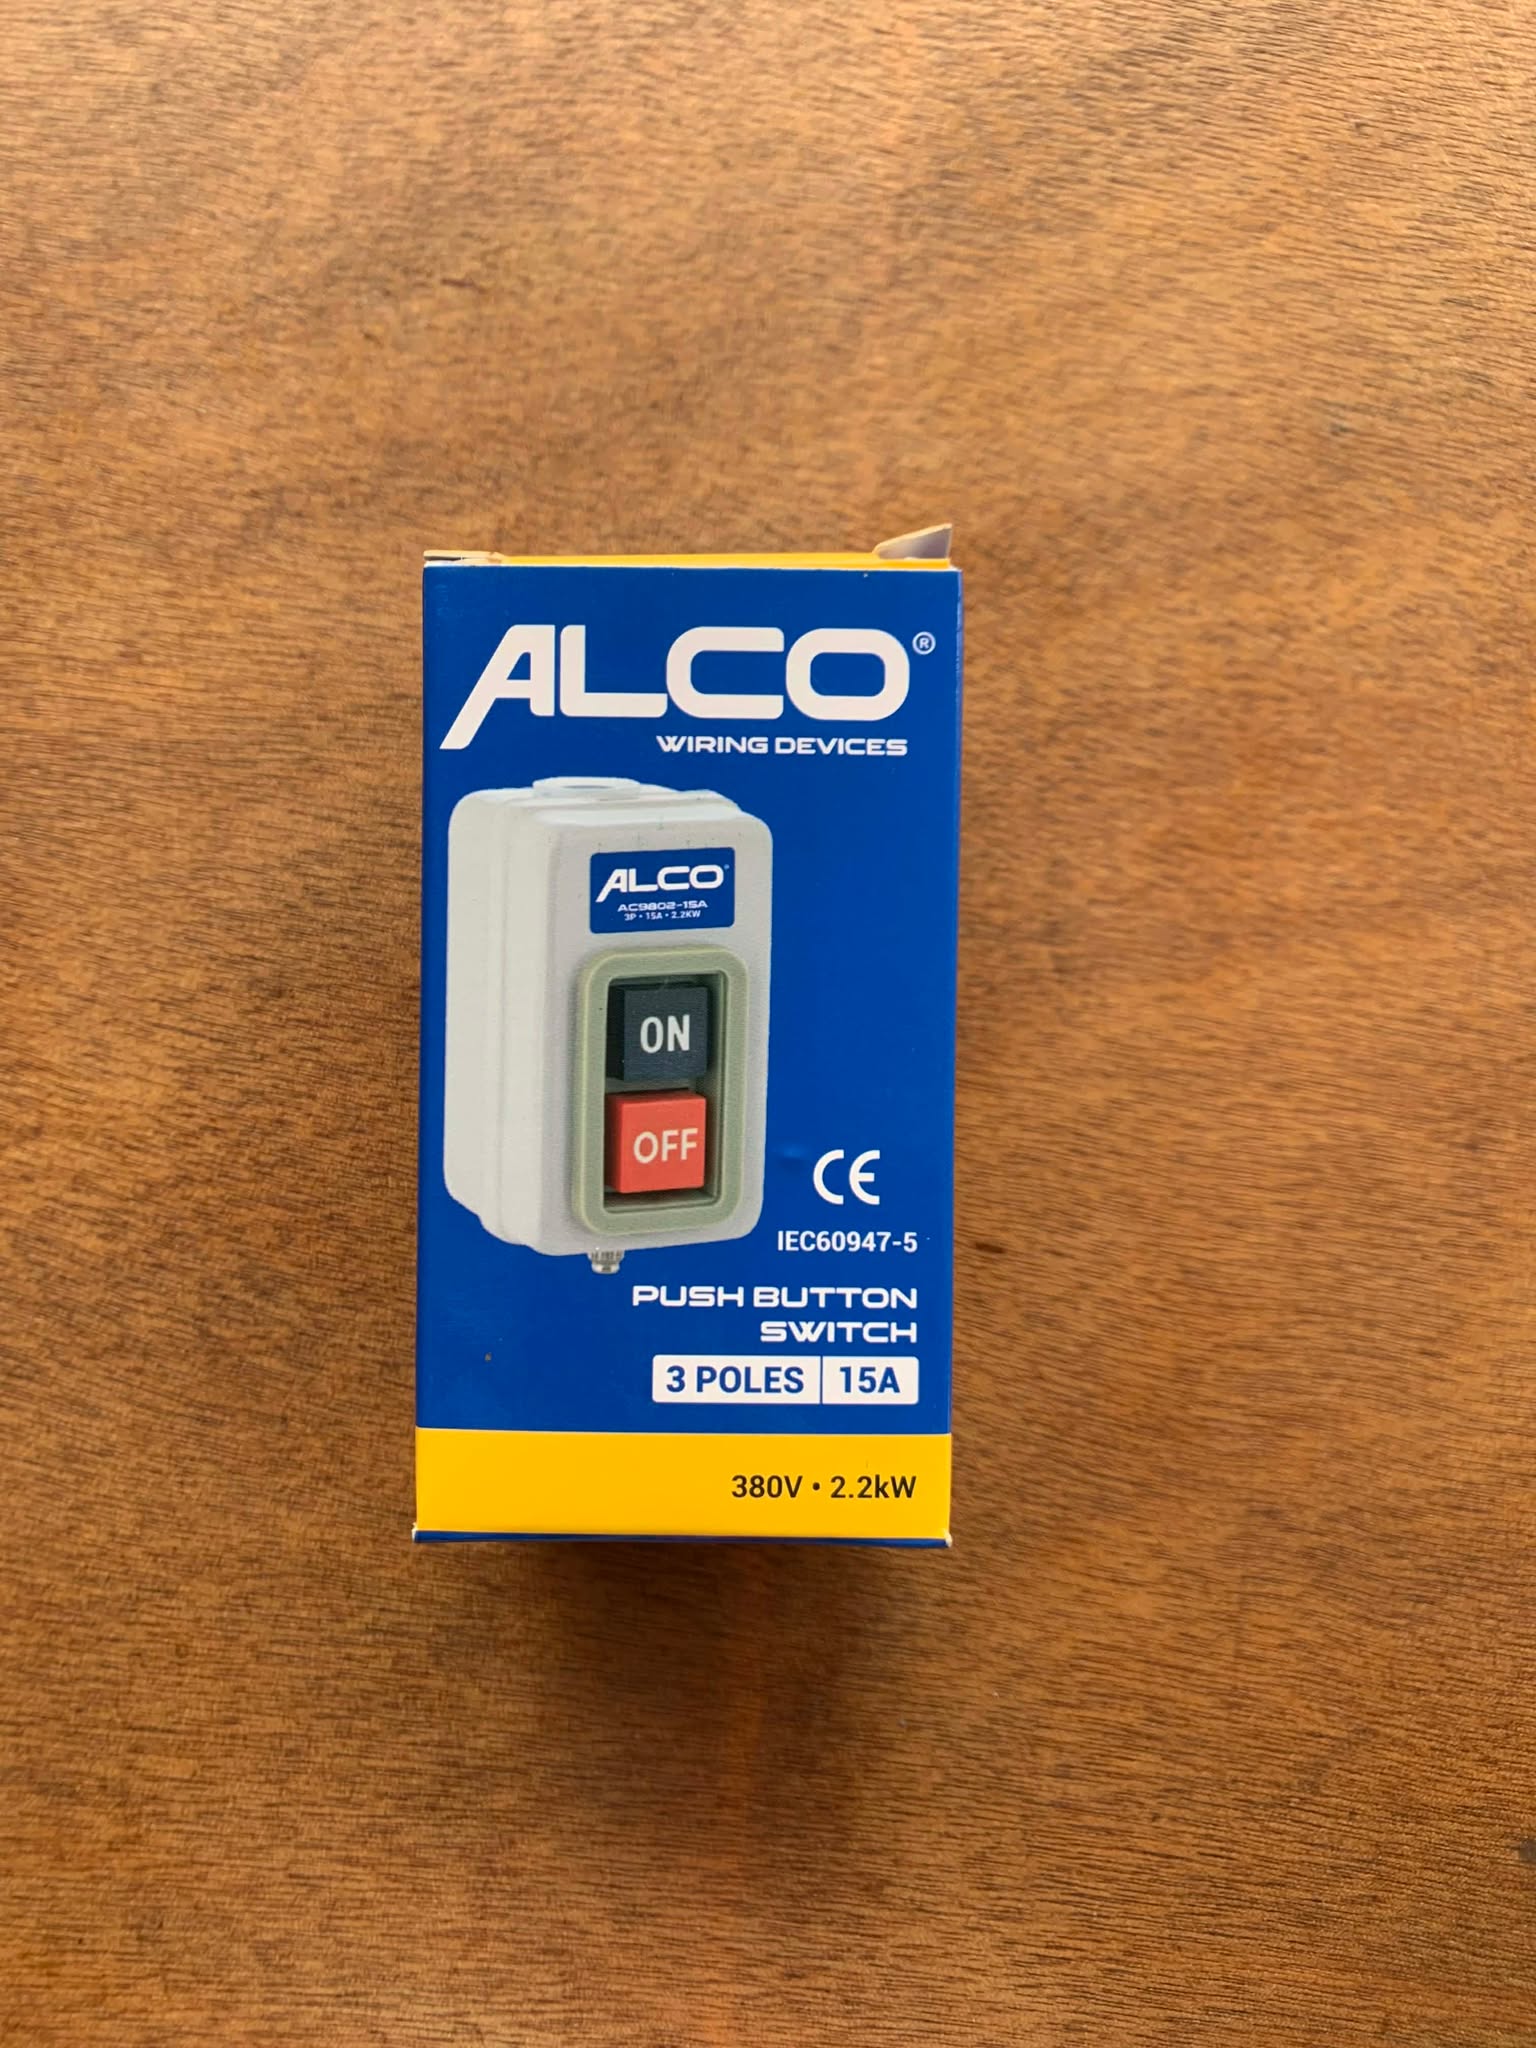 ALCO®
WIRING DEVICES
ALCO
AC9802-15A
3P • 15A • 2.2KW
ON
OFF
CE
IEC60947-5
PUSH BUTTON
SWITCH
3 POLES 15A
380V • 2.2kW